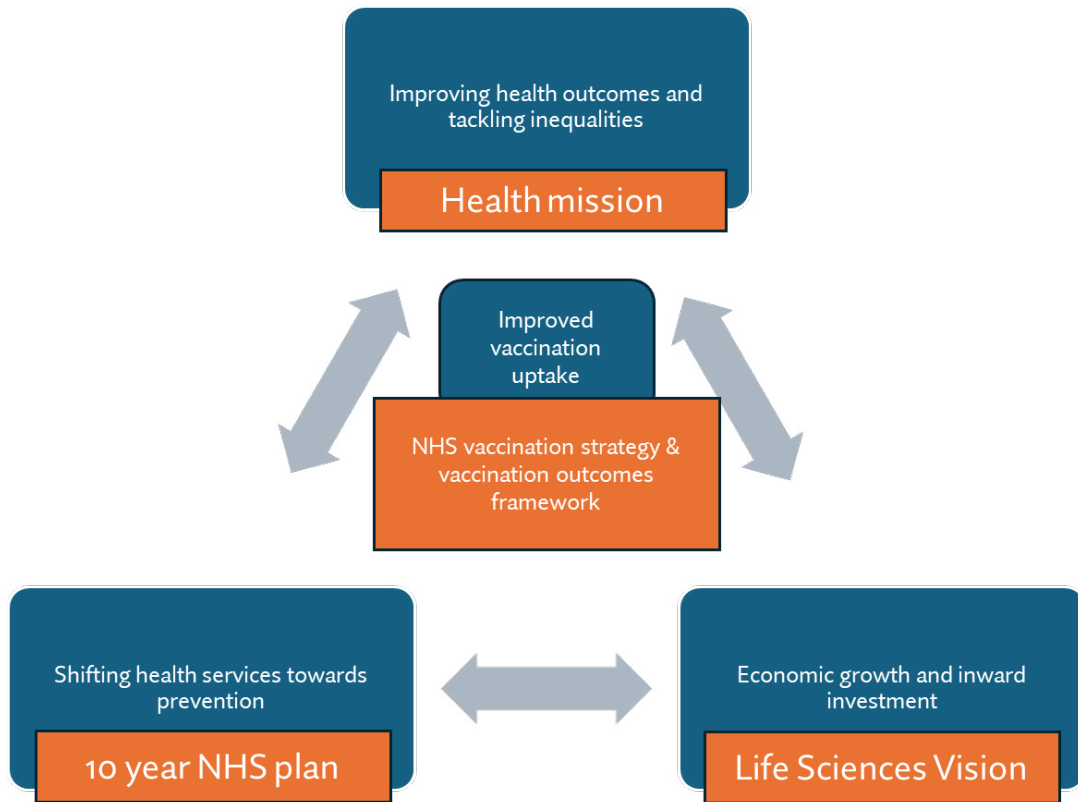 Improving health outcomes and
tackling inequalities
Health mission
Improved
vaccination
uptake
NHS vaccination strategy &
vaccination outcomes
framework
Shifting health services towards
prevention
10 year NHS plan
Economic growth and inward
investment
Life Sciences Vision